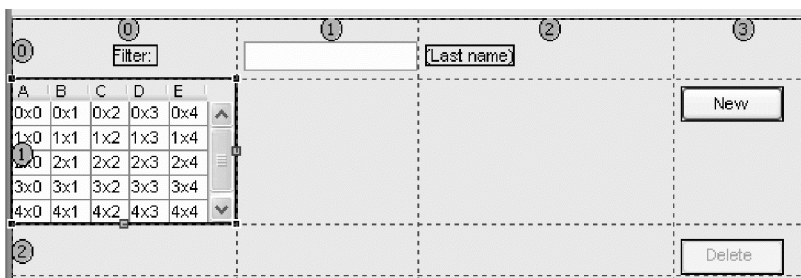 0 1 2 3
0 Filter: (Last name)
A B C D E
0x0 0x1 0x2 0x3 0x4 New
1x0 1x1 1x2 1x3 1x4
1 2x0 2x1 2x2 2x3 2x4
3x0 3x1 3x2 3x3 3x4
4x0 4x1 4x2 4x3 4x4
2 Delete